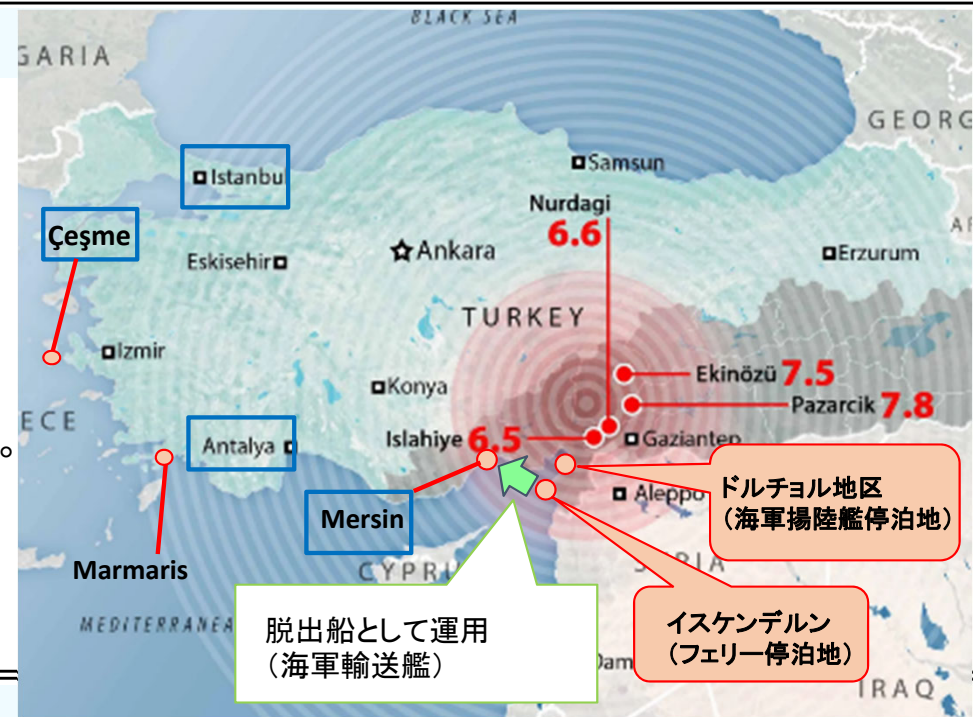 BLACK SEA
GARIA
GEORG
Istanbu
Samsun
Nurdagi
6.6
Çeşme
Ankara
Eskisehir
Erzurum
TURKEY
Izmir
Ekinözü 7.5
Konya
Pazarcik 7.8
ECE
Antalya
Islahiye 6.5
Gaziantep
。
Aleppo
ドルチョル地区
（海軍揚陸艦停泊地）
Mersin
Marmaris
CYPRU
SYRIA
MEDITERRANEA
脱出船として運用
（海軍輸送艦）
イスケンデルン
（フェリー停泊地）
Dam
IRAQ